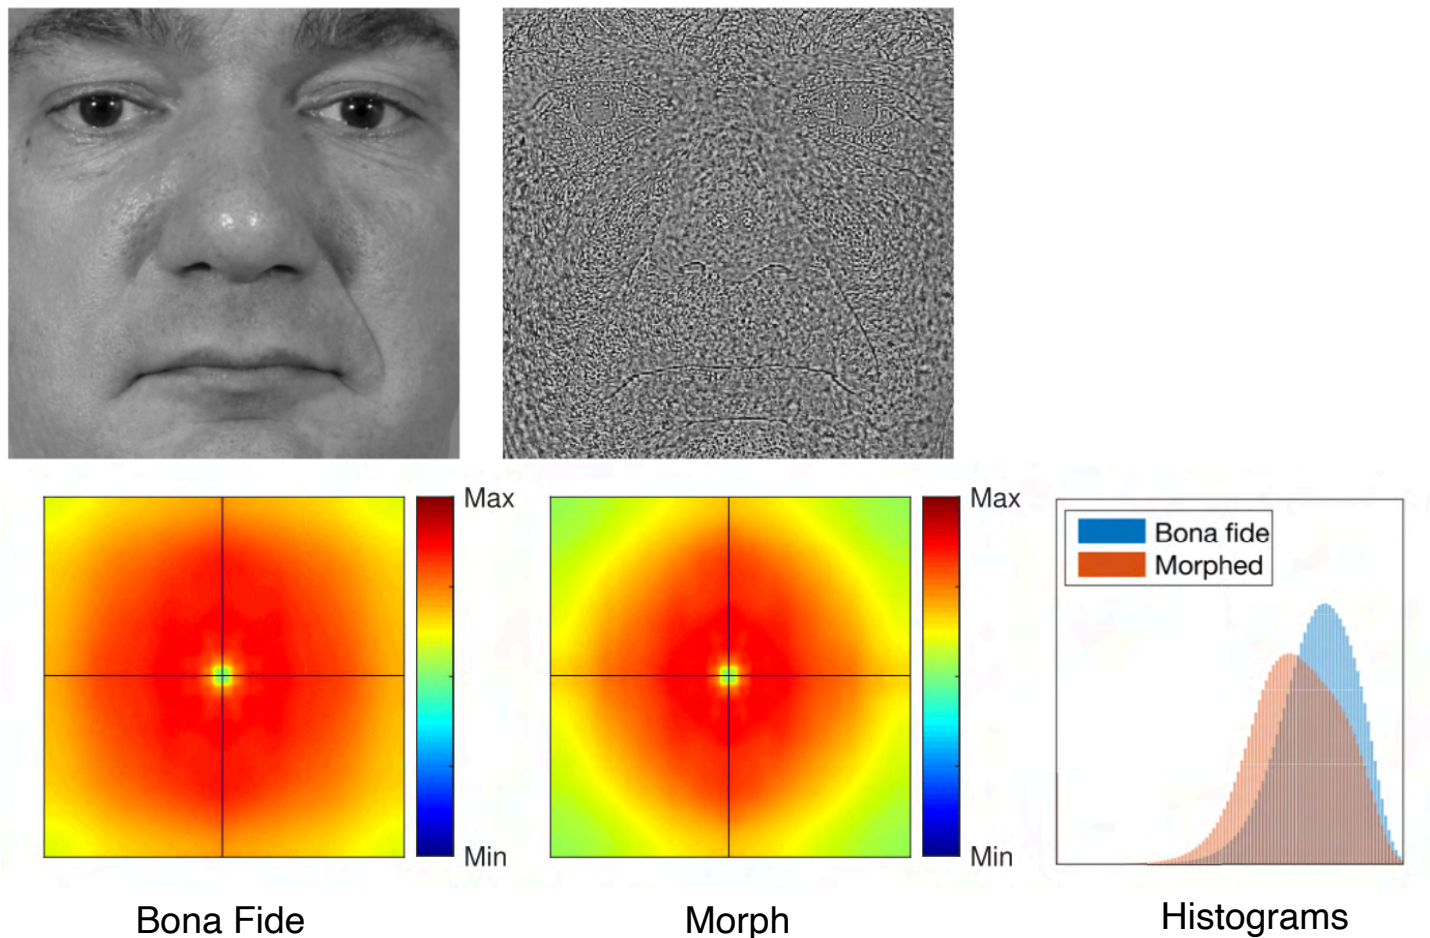 Max
Min
Max
Min
Bona fide
Morphed
Bona Fide
Morph
Histograms